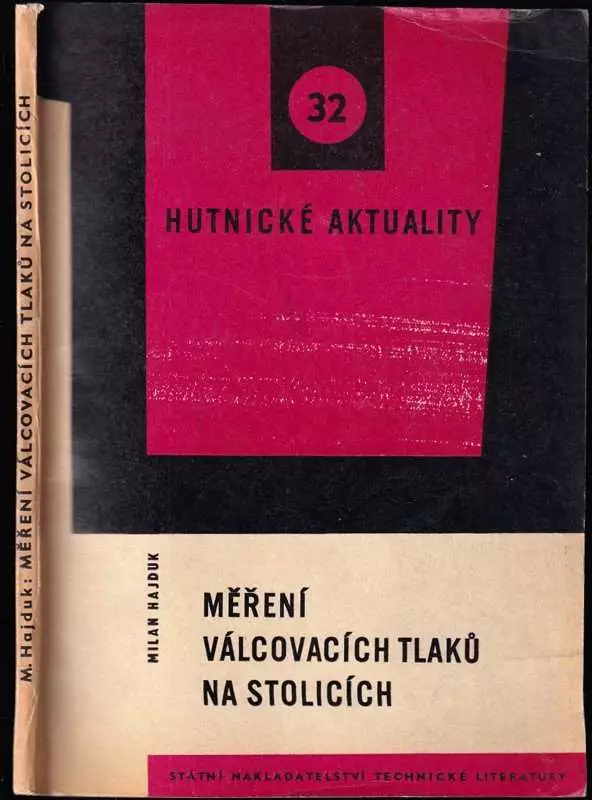 M. Hajduk: MĚŘENÍ VÁLCOVACÍCH TLAKŮ NA STOLICÍCH
32
HUTNICKÉ AKTUALITY
MILAN HAJDUK
MĚŘENÍ
VÁLCOVACÍCH TLAKŮ
NA STOLICÍCH
STÁTNÍ NAKLADATELSTVÍ TECHNICKÉ LITERATURY